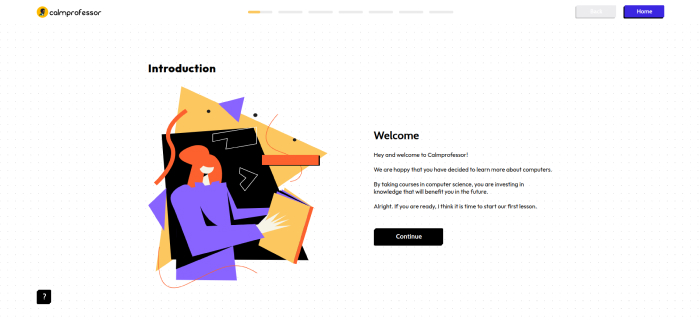 calmprofessor
Back
Home
Introduction
Welcome
Hey and welcome to Calmprofessor!
We are happy that you have decided to learn more about computers.
By taking courses in computer science, you are investing in
knowledge that will benefit you in the future.
Alright. If you are ready, I think it is time to start our first lesson.
Continue
?